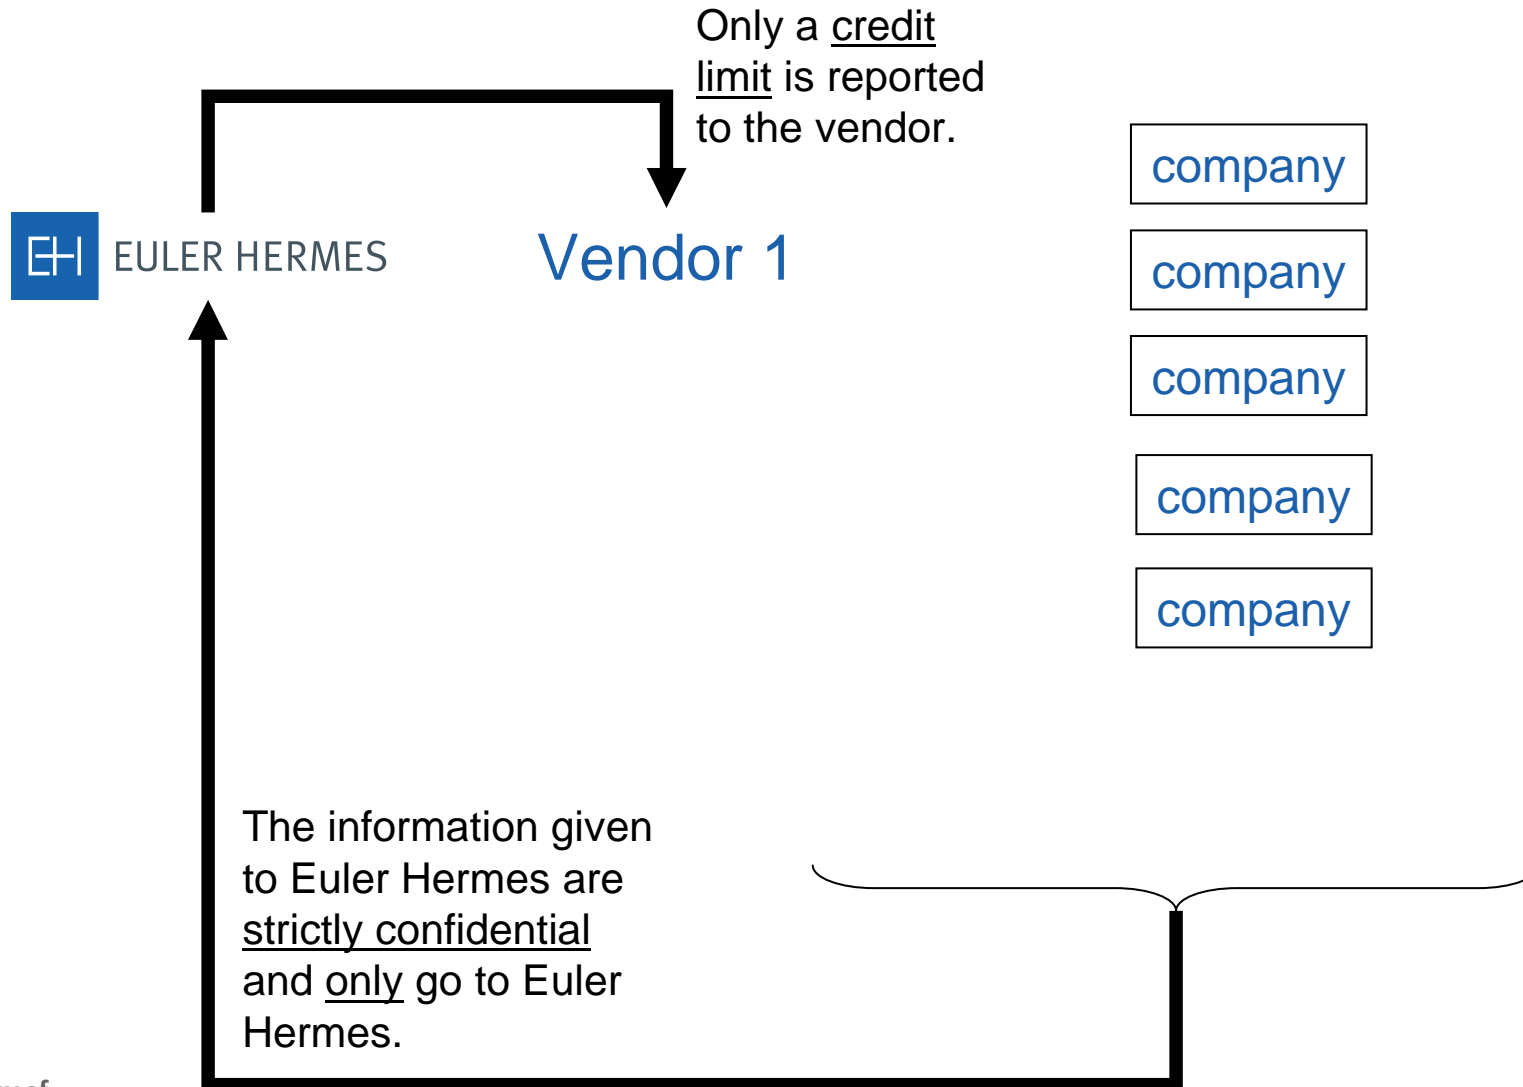 Only a credit
limit is reported
to the vendor.
company
EH EULER HERMES
Vendor 1
company
company
company
company
The information given
to Euler Hermes are
strictly confidential
and only go to Euler
Hermes.